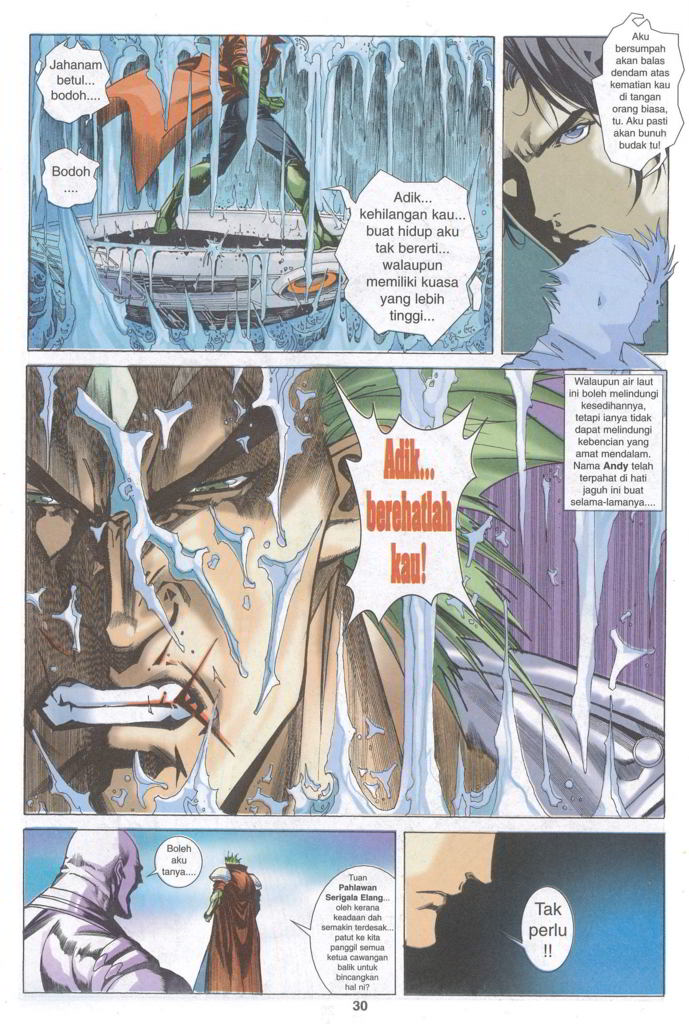 Jahanam
betul...
bodoh....
Bodoh
....
Adik...
kehilangan kau...
buat hidup aku
tak bererti...
walaupun
memiliki kuasa
yang lebih
tinggi...
Aku
bersumpah
akan balas
dendam atas
kematian kau
di tangan
orang biasa,
tu. Aku pasti
akan bunuh
budak tu!
Walaupun air laut
ini boleh melindungi
kesedihannya,
tetapi ianya tidak
dapat melindungi
kebencian yang
amat mendalam.
Nama Andy telah
terpahat di hati
jaguh ini buat
selama-lamanya....
Adik...
berehatlah
kau!
Boleh
aku
tanya....
Tuan
Pahlawan
Serigala Elang...
oleh kerana
keadaan dah
semakin terdesak...
patut ke kita
panggil semua
ketua cawangan
balik untuk
bincangkan
hal ni?
Tak
perlu
!!
30